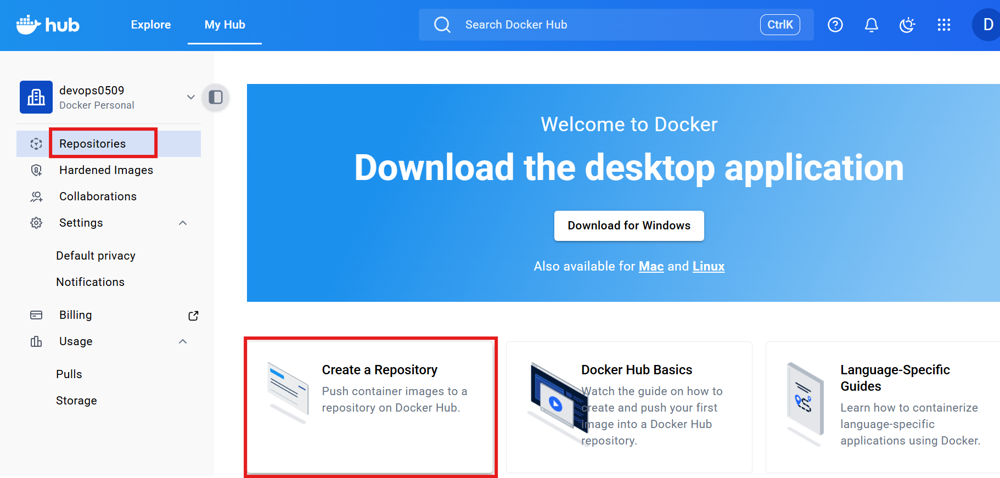 hub
Explore
My Hub
Search Docker Hub
CtrlK
D
devops0509
Docker Personal
Repositories
Hardened Images
Collaborations
Settings
Default privacy
Notifications
Billing
Usage
Pulls
Storage
Welcome to Docker
Download the desktop application
Download for Windows
Also available for Mac and Linux
Create a Repository
Push container images to a
repository on Docker Hub.
Docker Hub Basics
Watch the guide on how to
create and push your first
image into a Docker Hub
repository.
Language-Specific
Guides
Learn how to containerize
language-specific
applications using Docker.